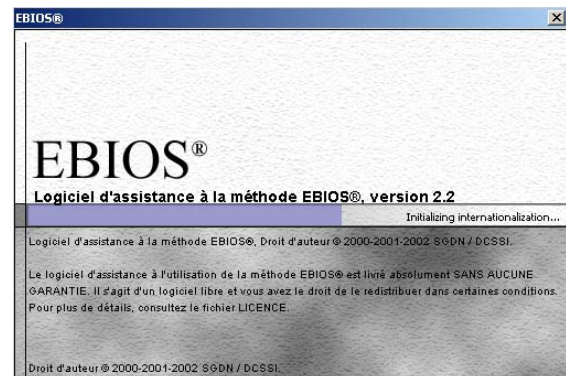 EBIOS®
EBIOS®
Logiciel d'assistance à la méthode EBIOS®, version 2.2
Initializing internationalization...
Logiciel d'assistance à la méthode EBIOS®, Droit d'auteur © 2000-2001-2002 SGDN / DCSSI.
Le logiciel d'assistance à l'utilisation de la méthode EBIOS® est livré absolument SANS AUCUNE
GARANTIE. Il s'agit d'un logiciel libre et vous avez le droit de le redistribuer dans certaines conditions.
Pour plus de détails, consultez le fichier LICENCE.
Droit d'auteur © 2000-2001-2002 SGDN / DCSSI.